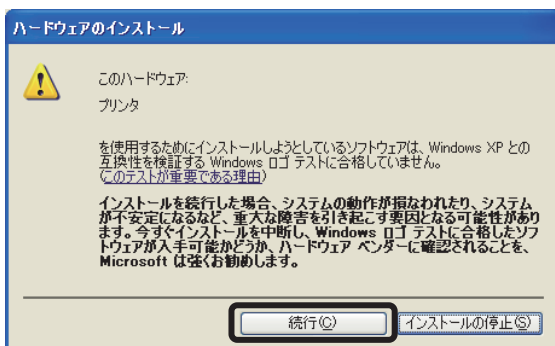 ハードウェアのインストール
このハードウェア:
プリンタ
を使用するためにインストールしようとしているソフトウェアは、Windows XP との
互換性を検証する Windows ロゴ テストに合格していません。
(このテストが重要である理由)
インストールを続行した場合、システムの動作が損なわれたり、システム
が不安定になるなど、重大な障害を引き起こす要因となる可能性があり
ます。今すぐインストールを中断し、Windows ロゴ テストに合格したソフ
トウェアが入手可能かどうか、ハードウェア ベンダーに確認されることを、
Microsoft は強くお勧めします。
続行(C) インストールの停止(S)